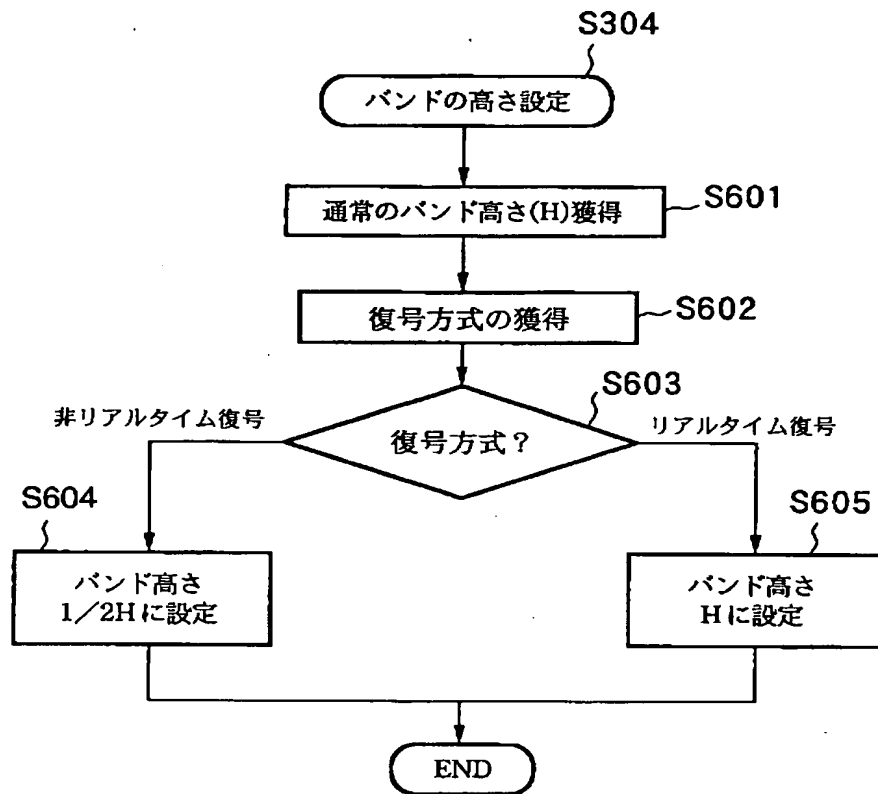 S304
バンドの高さ設定
通常のバンド高さ(H)獲得
S601
復号方式の獲得
S602
S603
非リアルタイム復号
復号方式？
リアルタイム復号
S604
S605
バンド高さ
1／2Hに設定
バンド高さ
Hに設定
END